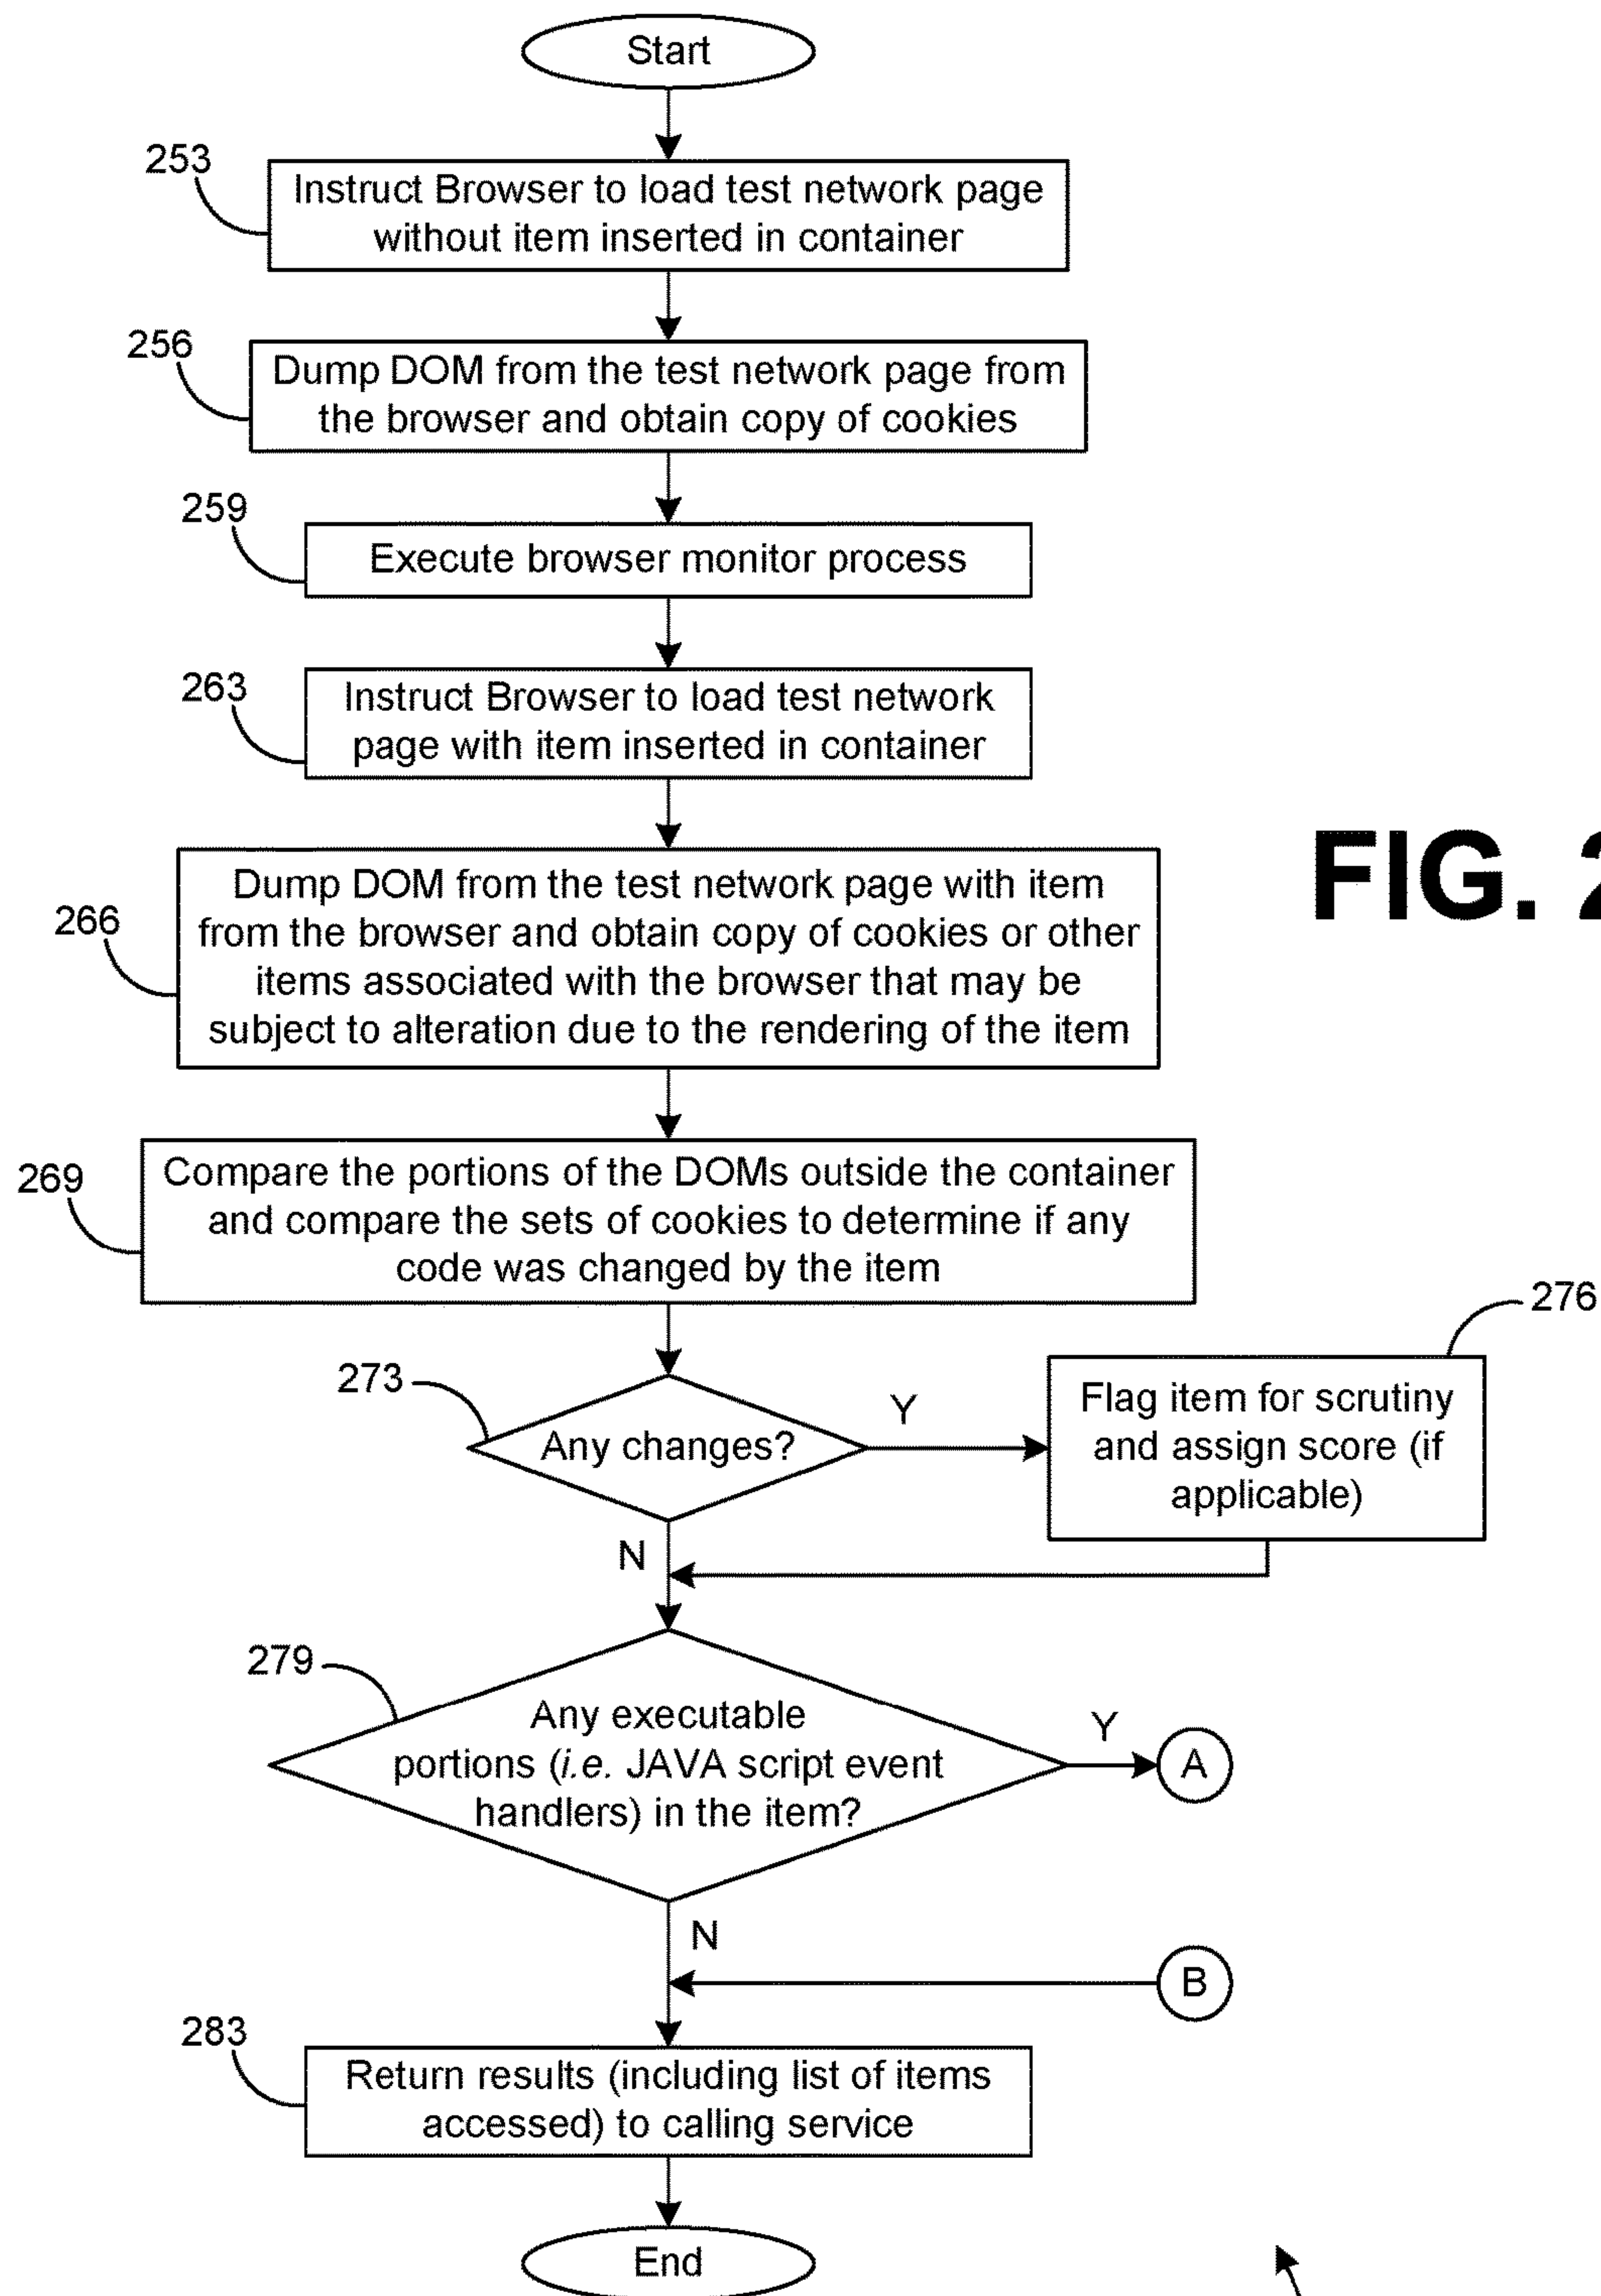 Start
253
Instruct Browser to load test network page
without item inserted in container
256
Dump DOM from the test network page from
the browser and obtain copy of cookies
259
Execute browser monitor process
263
Instruct Browser to load test network
page with item inserted in container
FIG. 2
266
Dump DOM from the test network page with item
from the browser and obtain copy of cookies or other
items associated with the browser that may be
subject to alteration due to the rendering of the item
269
Compare the portions of the DOMs outside the container
and compare the sets of cookies to determine if any
code was changed by the item
276
273
Any changes?
Y
Flag item for scrutiny
and assign score (if
applicable)
N
279
Any executable
portions (i.e. JAVA script event
handlers) in the item?
Y
A
N
B
283
Return results (including list of items
accessed) to calling service
End